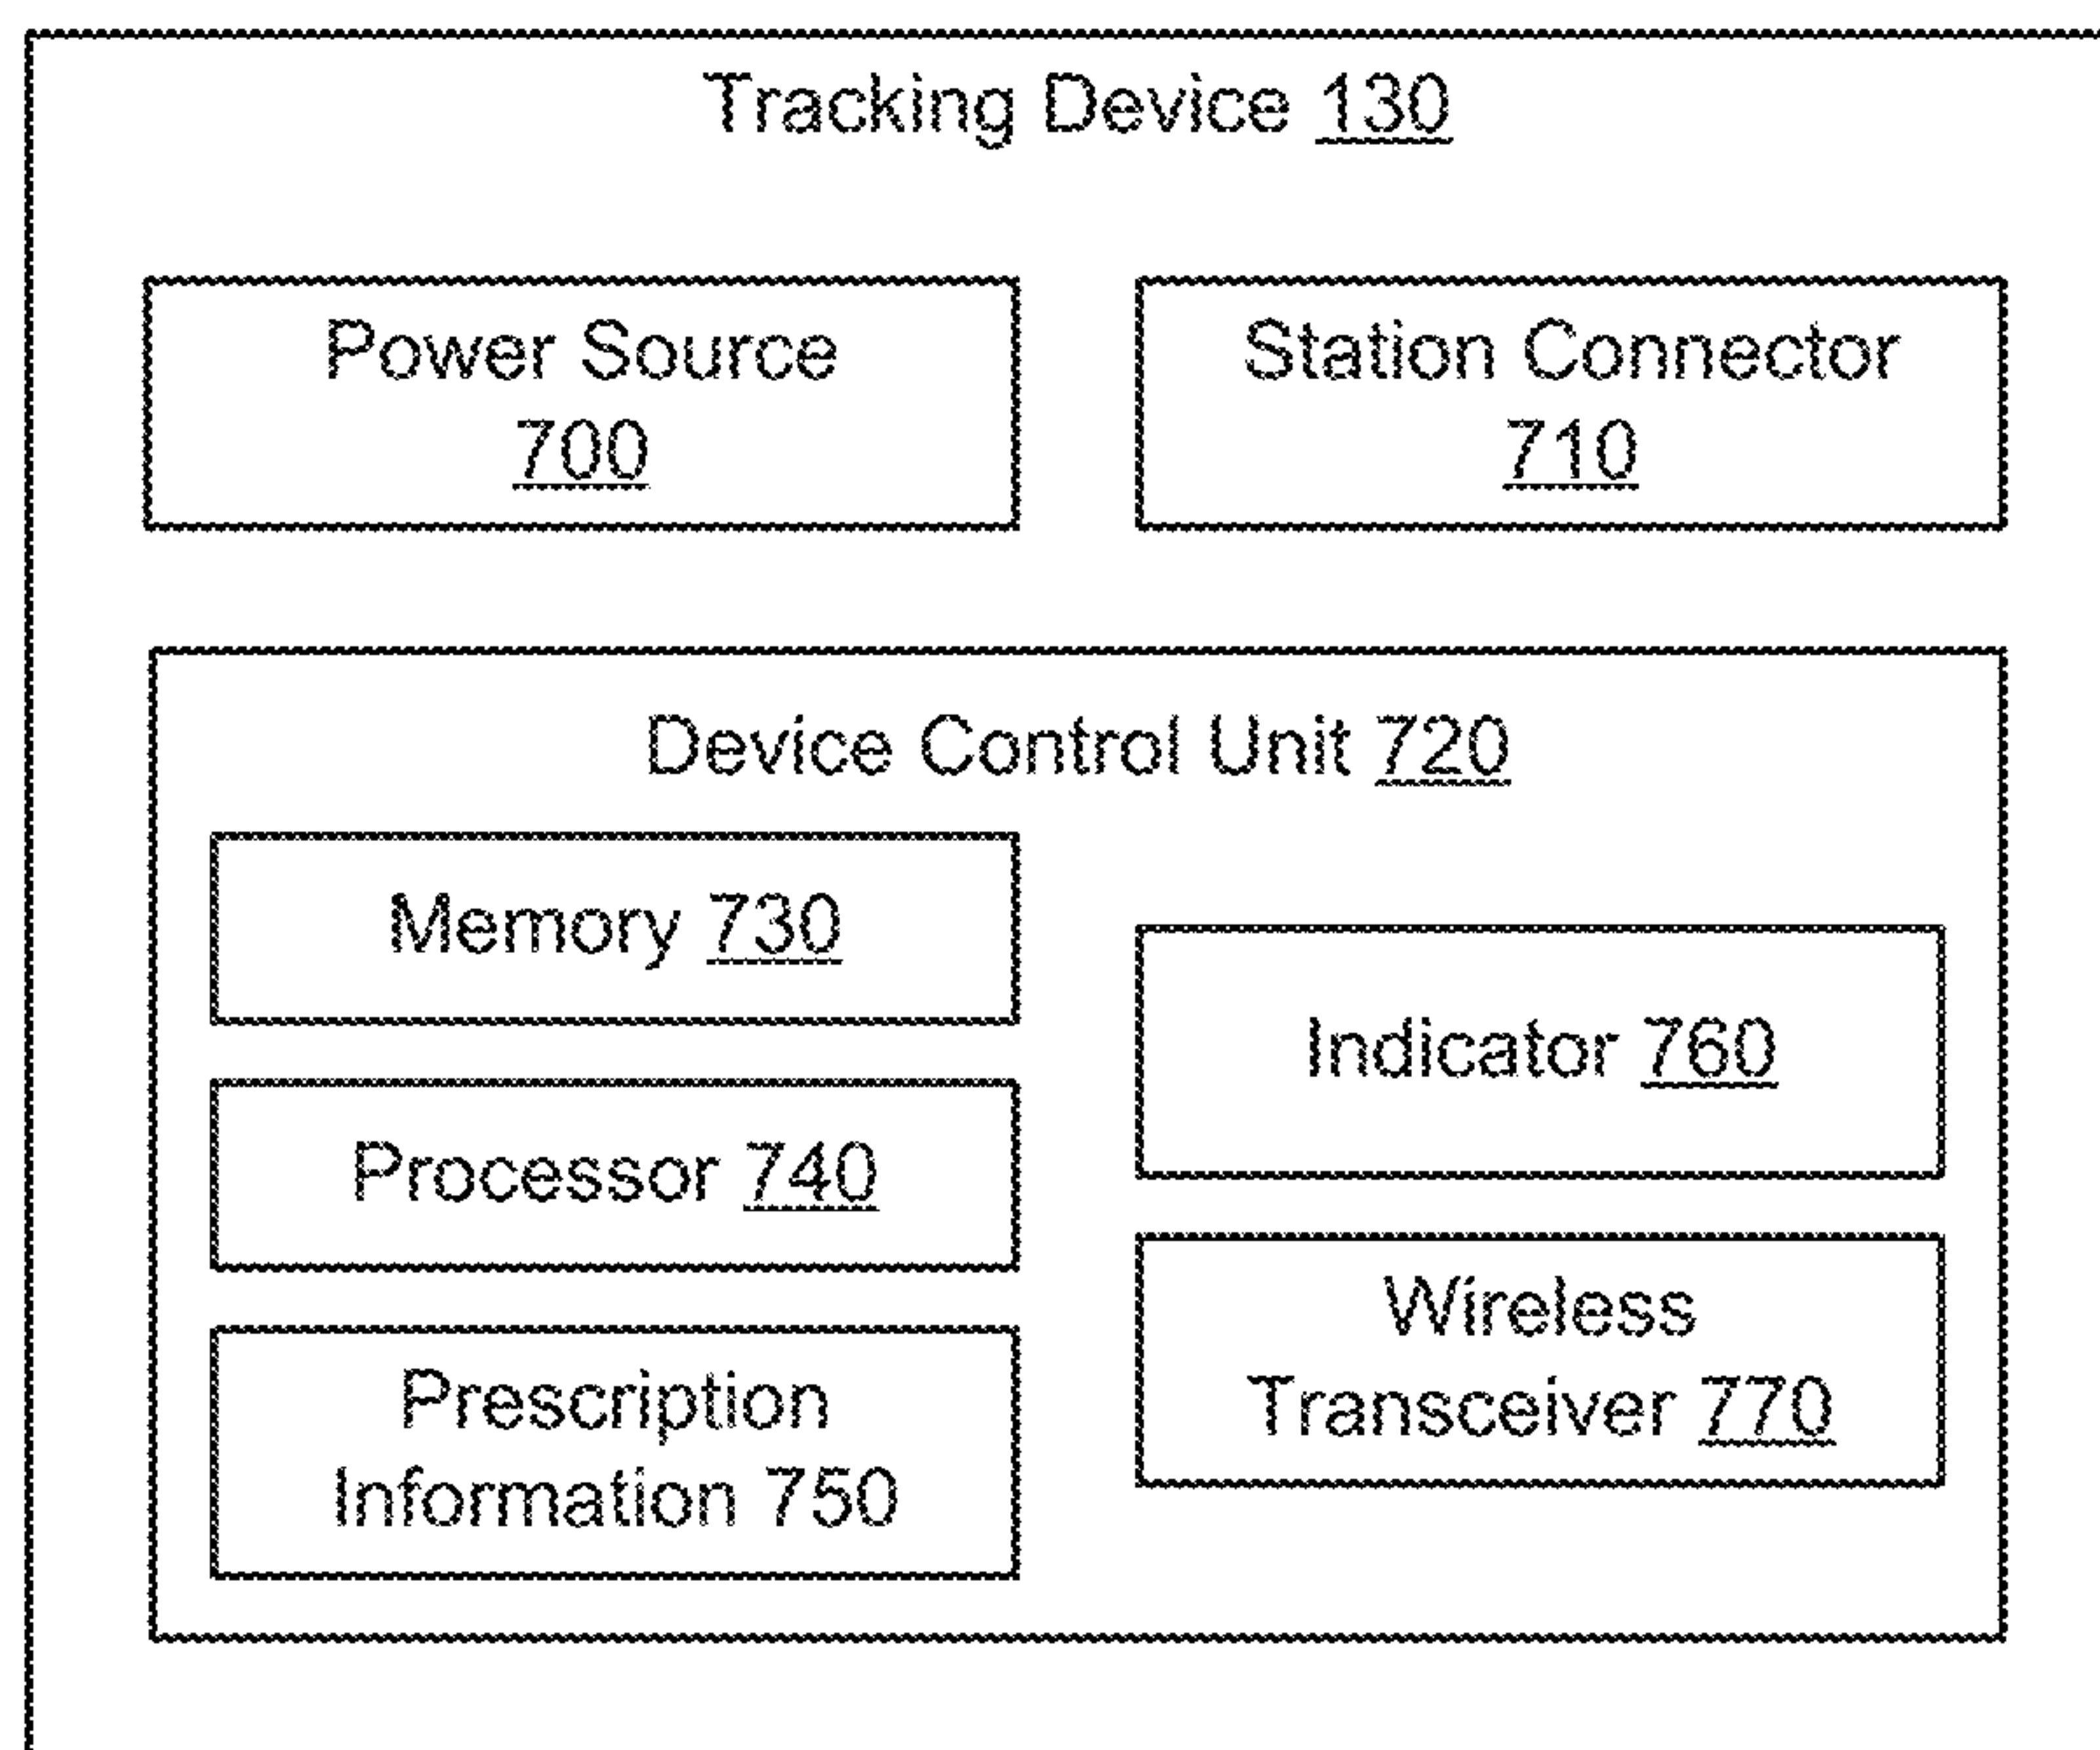 Tracking Device 130
Power Source
700
Station Connector
710
Device Control Unit 720
Memory 730
Processor 740
Prescription
Information 750
Indicator 760
Wireless
Transceiver 770